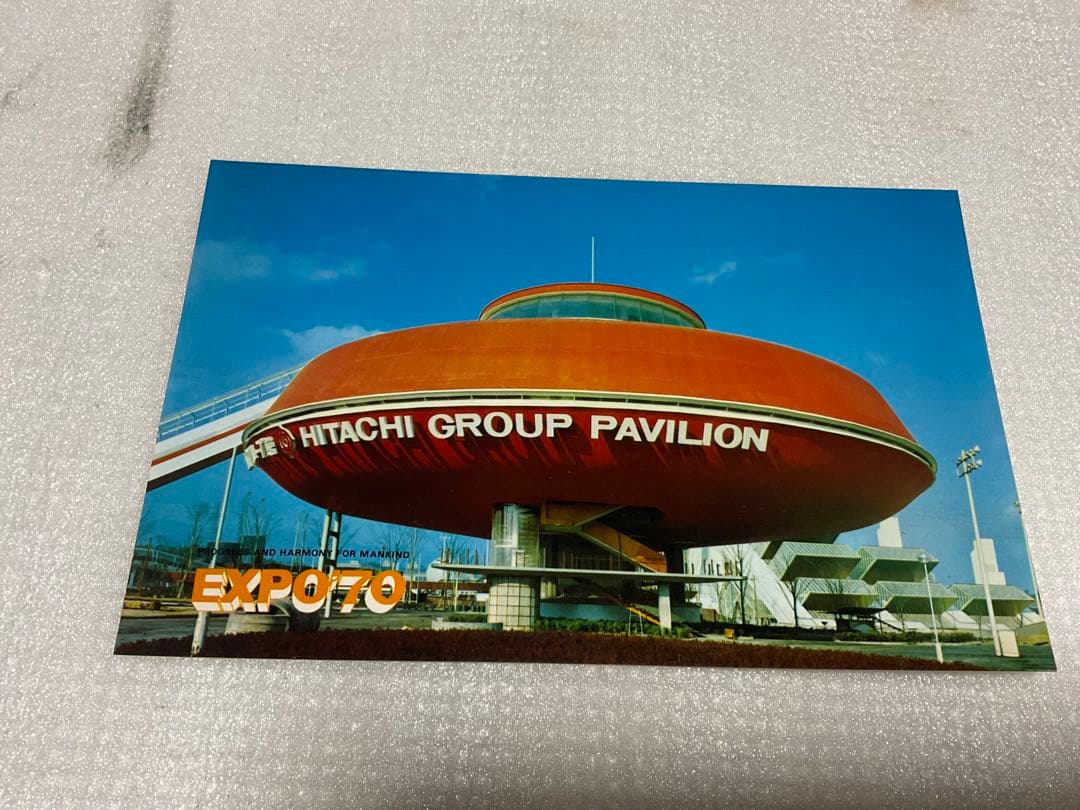 THE HITACHI GROUP PAVILION
PROGRESS AND HARMONY FOR MANKIND
EXPO'70